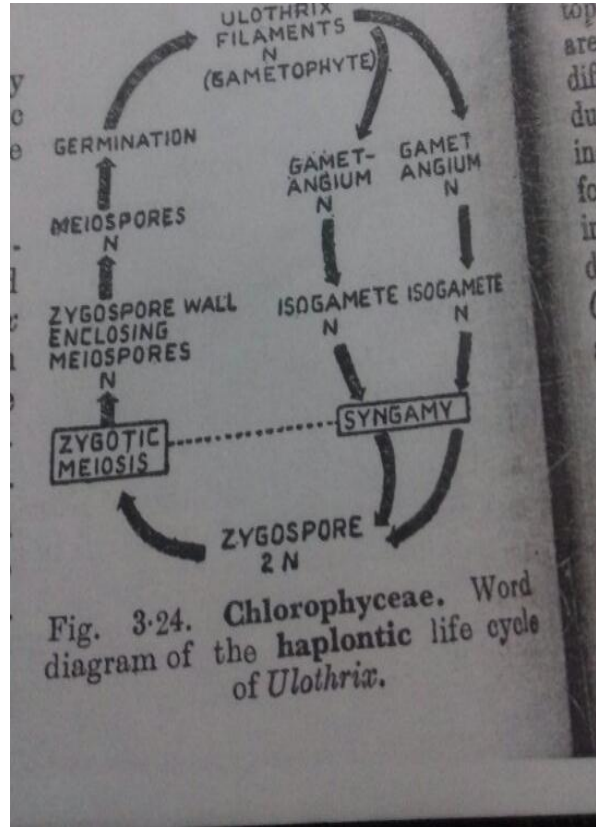 ULOTHRIX
FILAMENTS
N
(GAMETOPHYTE)
GAMET-
ANGIUM
N
GAMET
ANGIUM
N
ISOGAMETE
N
ISOGAMETE
N
SYNGAMY
ZYGOSPORE
2 N
ZYGOTIC
MEIOSIS
ZYGOSPORE WALL
ENCLOSING
MEIOSPORES
N
MEIOSPORES
N
GERMINATION
Fig. 3·24. Chlorophyceae. Word
diagram of the haplontic life cycle
of Ulothrix.